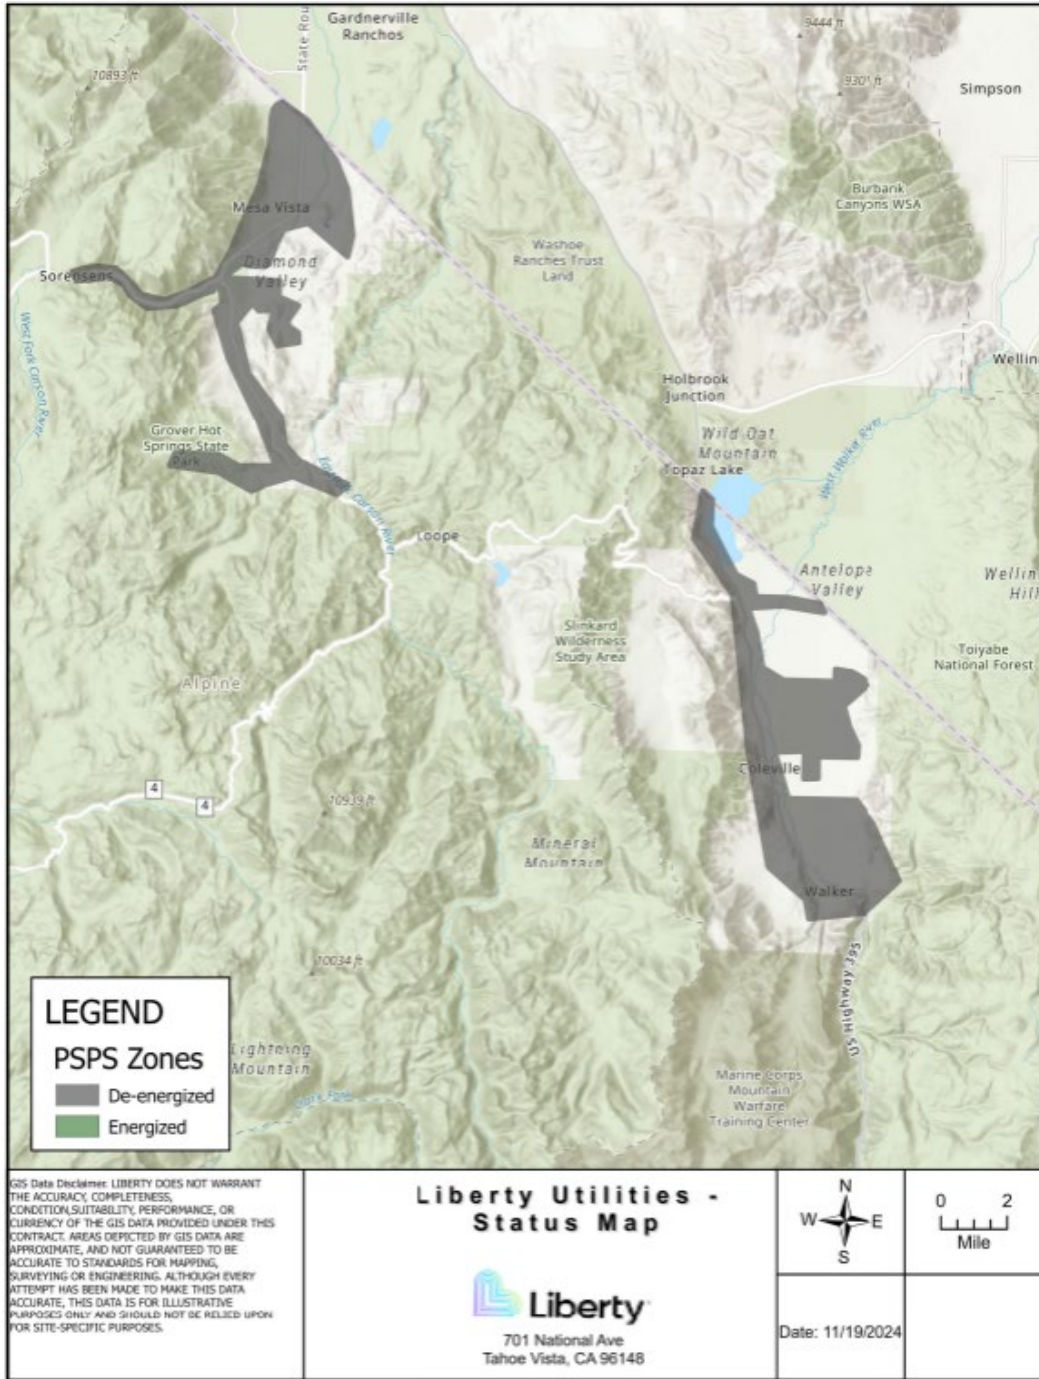 Gardnerville
Ranchos
State Rou
9444 ft
10893 ft
9301 ft
Simpson
Burbank
Canyons WSA
Mesa Vista
Washoe
Ranches Trust
Land
Sorensens
Diamond
Valley
West Fork Carson River
Wellin
Holbrook
Junction
Grover Hot
Springs State
Park
Wild Oat
Mountain
Topaz Lake
West Walker River
Carson River
Loope
Antelope
Valley
Wellin
Hill
Slinkard
Wilderness
Study Area
Toiyabe
National Forest
Alpine
Coleville
4
4
10939 ft
Mineral
Mountain
Walker
10034 ft
US Highway 395
LEGEND
PSPS Zones
De-energized
Energized
Lightning
Mountain
Dark Fork
Marine Corps
Mountain
Warfare
Training Center
GIS Data Disclaimer: LIBERTY DOES NOT WARRANT
THE ACCURACY, COMPLETENESS,
CONDITION,SUITABILITY, PERFORMANCE, OR
CURRENCY OF THE GIS DATA PROVIDED UNDER THIS
CONTRACT. AREAS DEPICTED BY GIS DATA ARE
APPROXIMATE, AND NOT GUARANTEED TO BE
ACCURATE TO STANDARDS FOR MAPPING,
SURVEYING OR ENGINEERING. ALTHOUGH EVERY
ATTEMPT HAS BEEN MADE TO MAKE THIS DATA
ACCURATE, THIS DATA IS FOR ILLUSTRATIVE
PURPOSES ONLY AND SHOULD NOT BE RELIED UPON
FOR SITE-SPECIFIC PURPOSES.
Liberty Utilities -
Status Map
Liberty
701 National Ave
Tahoe Vista, CA 96148
N
W E
S
0 2
Mile
Date: 11/19/2024